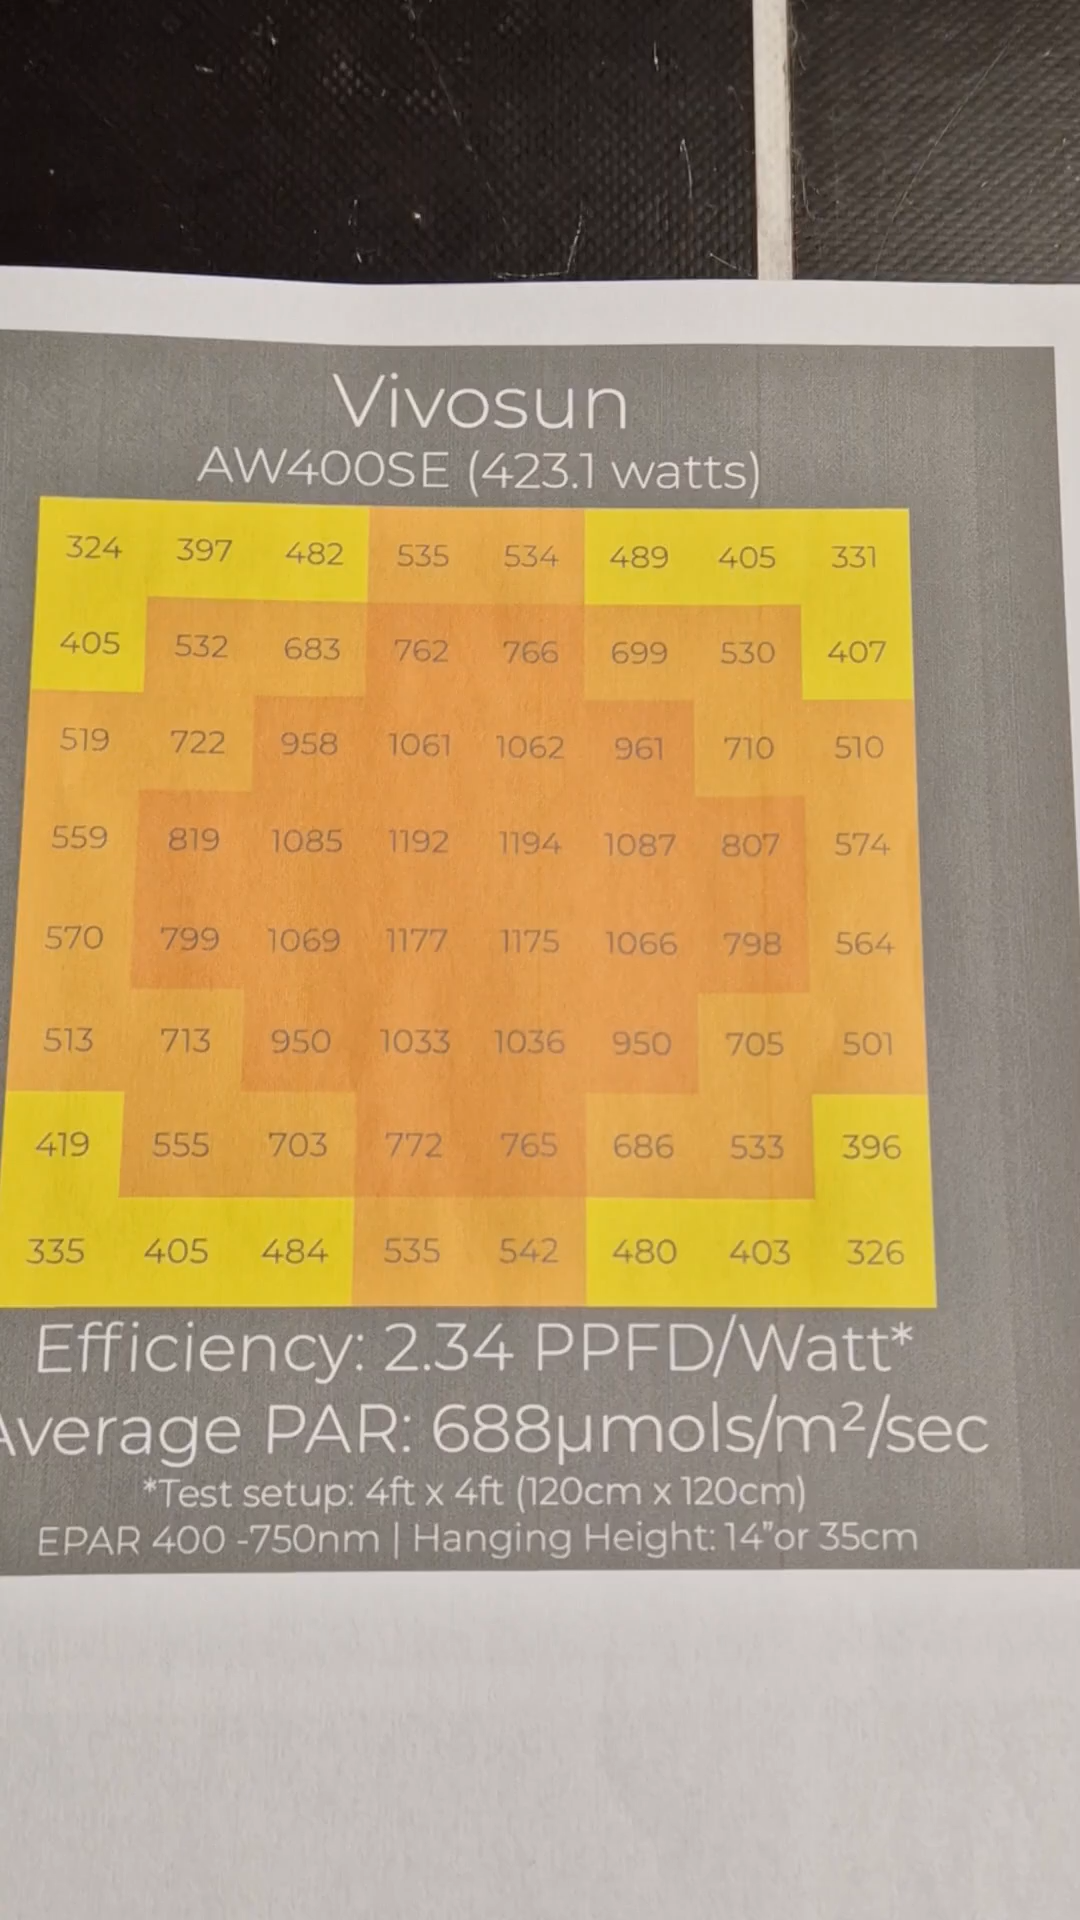 Vivosun
AW400SE (423.1 watts)
324 397 482 535 534 489 405 331
405 532 683 762 766 699 530 407
519 722 958 1061 1062 961 710 510
559 819 1085 1192 1194 1087 807 574
570 799 1069 1177 1175 1066 798 564
513 713 950 1033 1036 950 705 501
419 555 703 772 765 686 533 396
335 405 484 535 542 480 403 326
Efficiency: 2.34 PPFD/Watt*
Average PAR: 688µmols/m²/sec
*Test setup: 4ft x 4ft (120cm x 120cm)
EPAR 400 -750nm | Hanging Height: 14”or 35cm